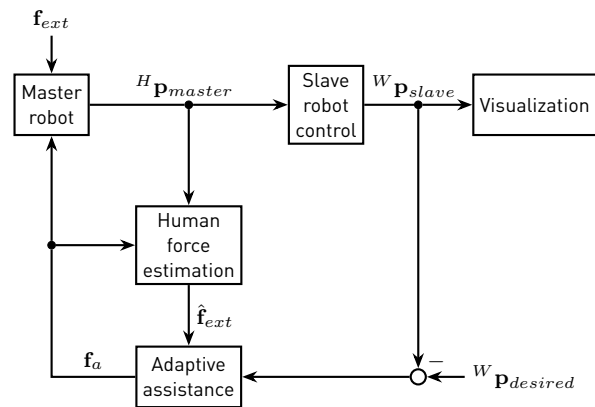 f_ext
Master
robot
^H p_master
Slave
robot
control
^W p_slave
Visualization
Human
force
estimation
f̂_ext
f_a
Adaptive
assistance
−
^W p_desired